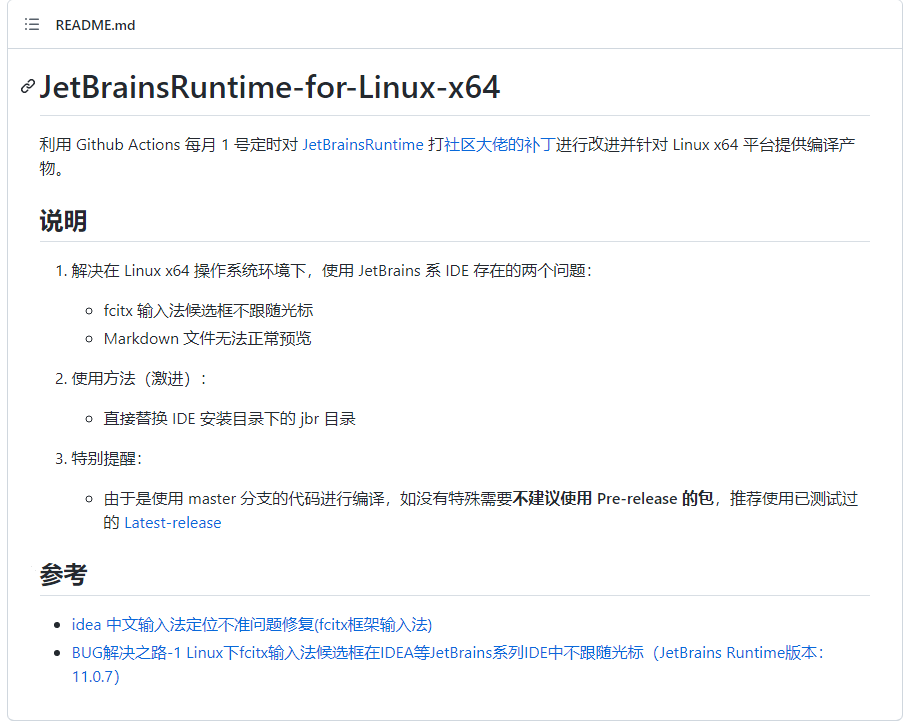 README.md
JetBrainsRuntime-for-Linux-x64
利用 Github Actions 每月 1 号定时对 JetBrainsRuntime 打社区大佬的补丁进行改进并针对 Linux x64 平台提供编译产
物。
说明
1. 解决在 Linux x64 操作系统环境下，使用 JetBrains 系 IDE 存在的两个问题：
fcitx 输入法候选框不跟随光标
Markdown 文件无法正常预览
2. 使用方法（激进）：
直接替换 IDE 安装目录下的 jbr 目录
3. 特别提醒：
由于是使用 master 分支的代码进行编译，如没有特殊需要不建议使用 Pre-release 的包，推荐使用已测试过
的 Latest-release
参考
idea 中文输入法定位不准问题修复(fcitx框架输入法)
BUG解决之路-1 Linux下fcitx输入法候选框在IDEA等JetBrains系列IDE中不跟随光标（JetBrains Runtime版本：
11.0.7）